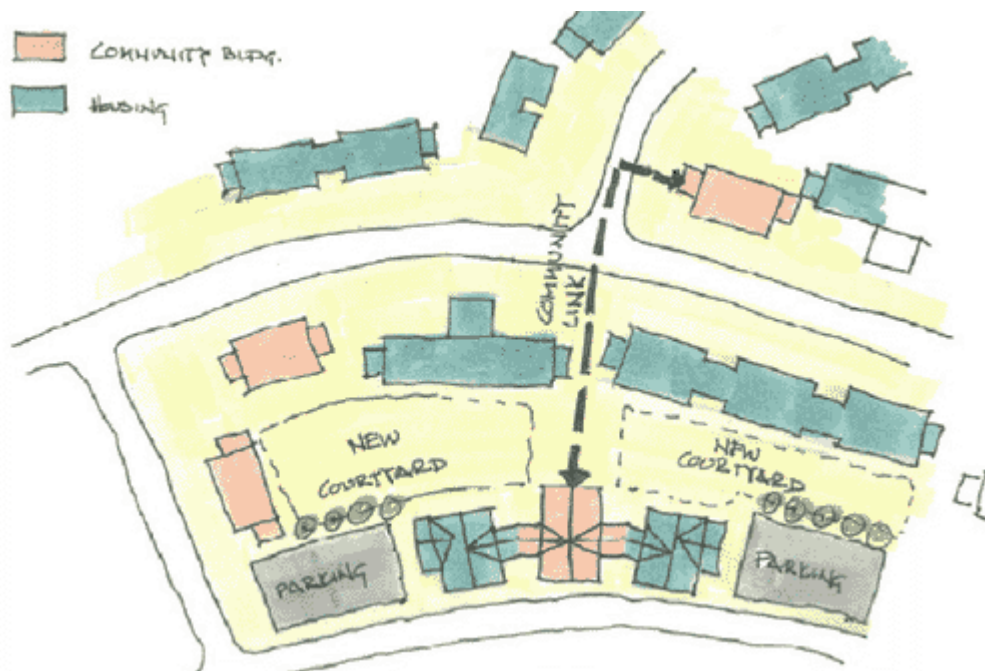 COMMUNITY BLDG.
HOUSING
COMMUNITY
LINK
NEW
COURTYARD
NEW
COURTYARD
PARKING
PARKING